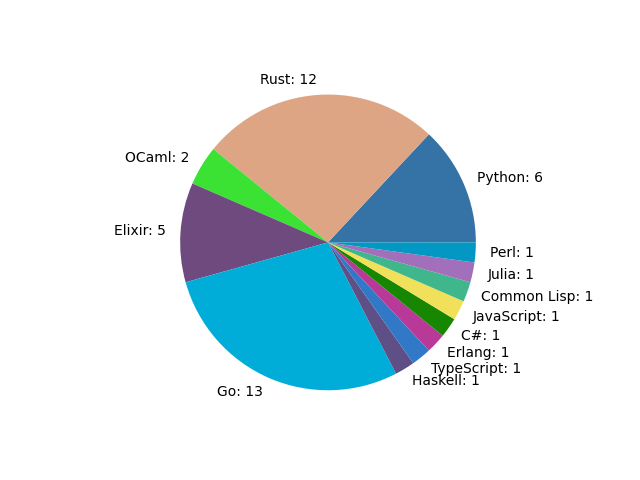 Rust: 12
OCaml: 2
Python: 6
Elixir: 5
Perl: 1
Julia: 1
Common Lisp: 1
JavaScript: 1
C#: 1
Erlang: 1
TypeScript: 1
Haskell: 1
Go: 13